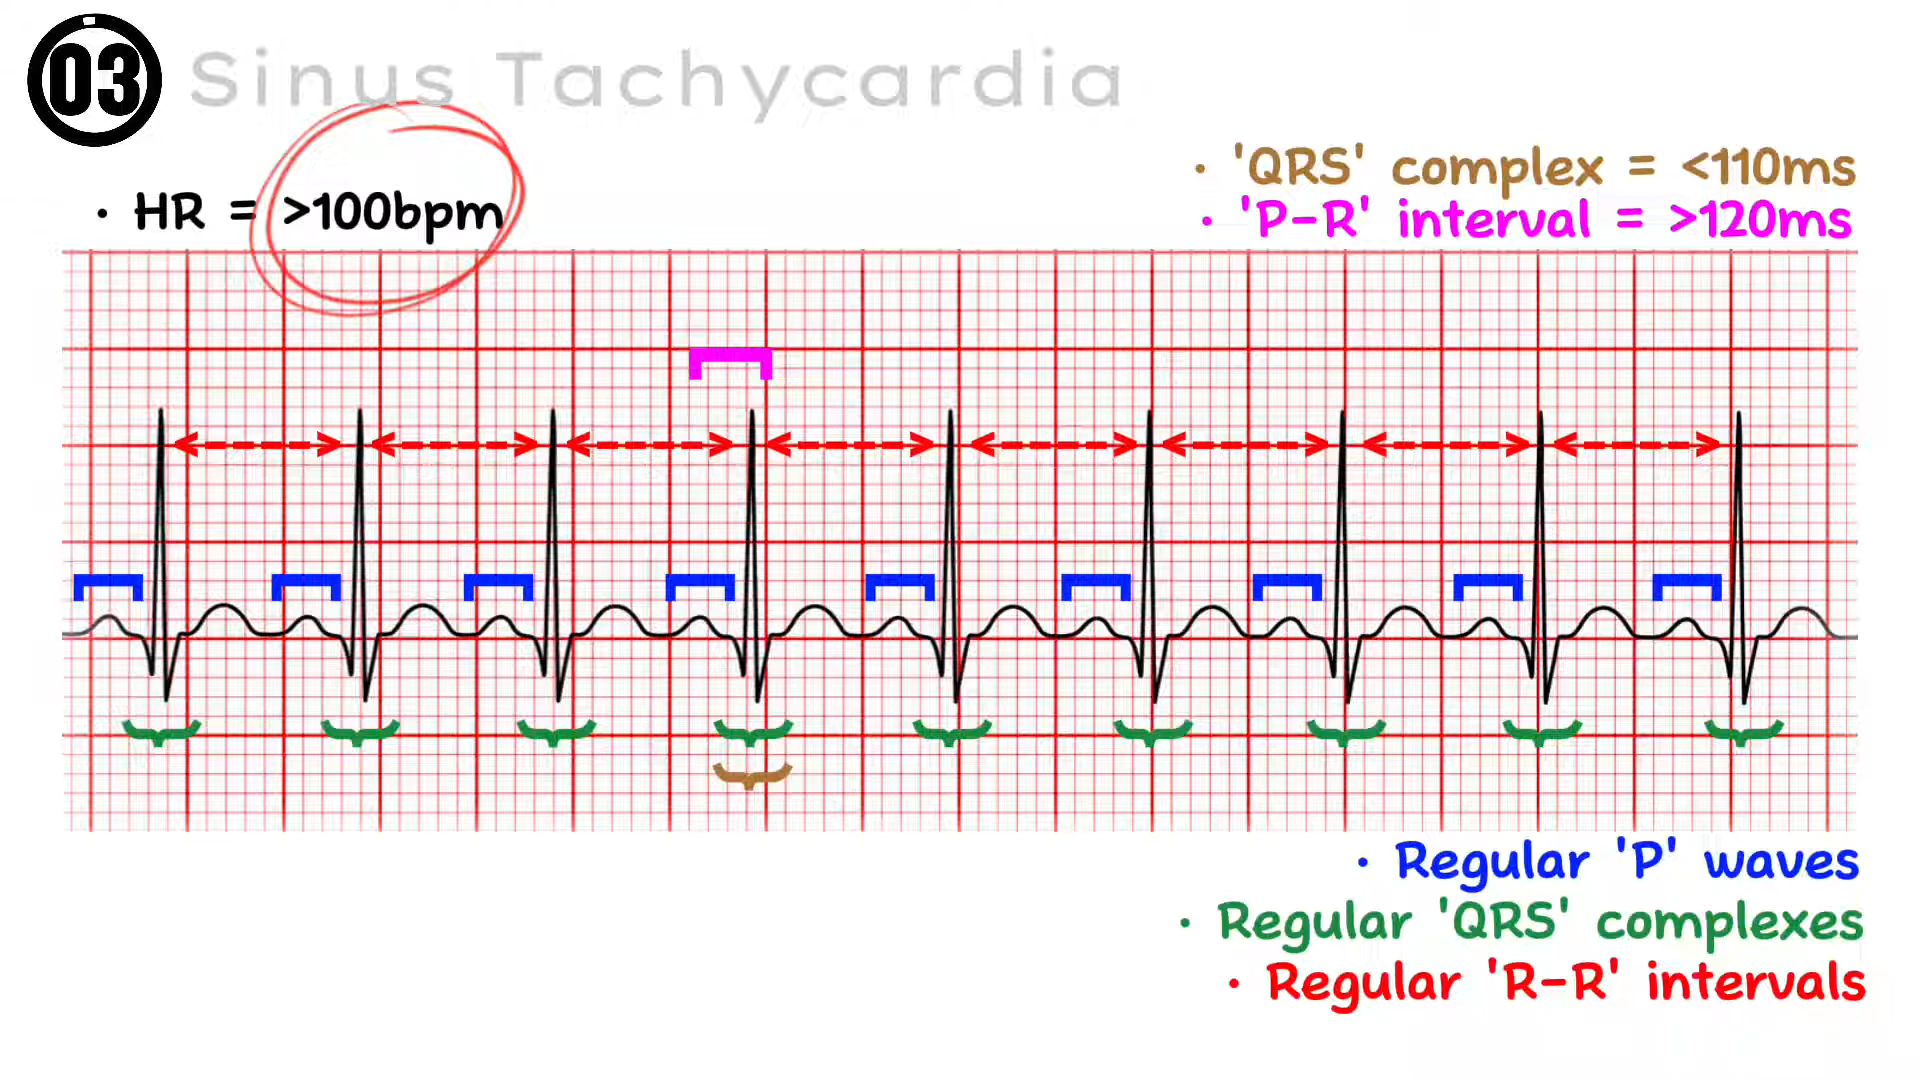 03 Sinus Tachycardia
• HR = >100bpm
• 'QRS' complex = <110ms
• 'P-R' interval = >120ms
• Regular 'P' waves
• Regular 'QRS' complexes
• Regular 'R-R' intervals